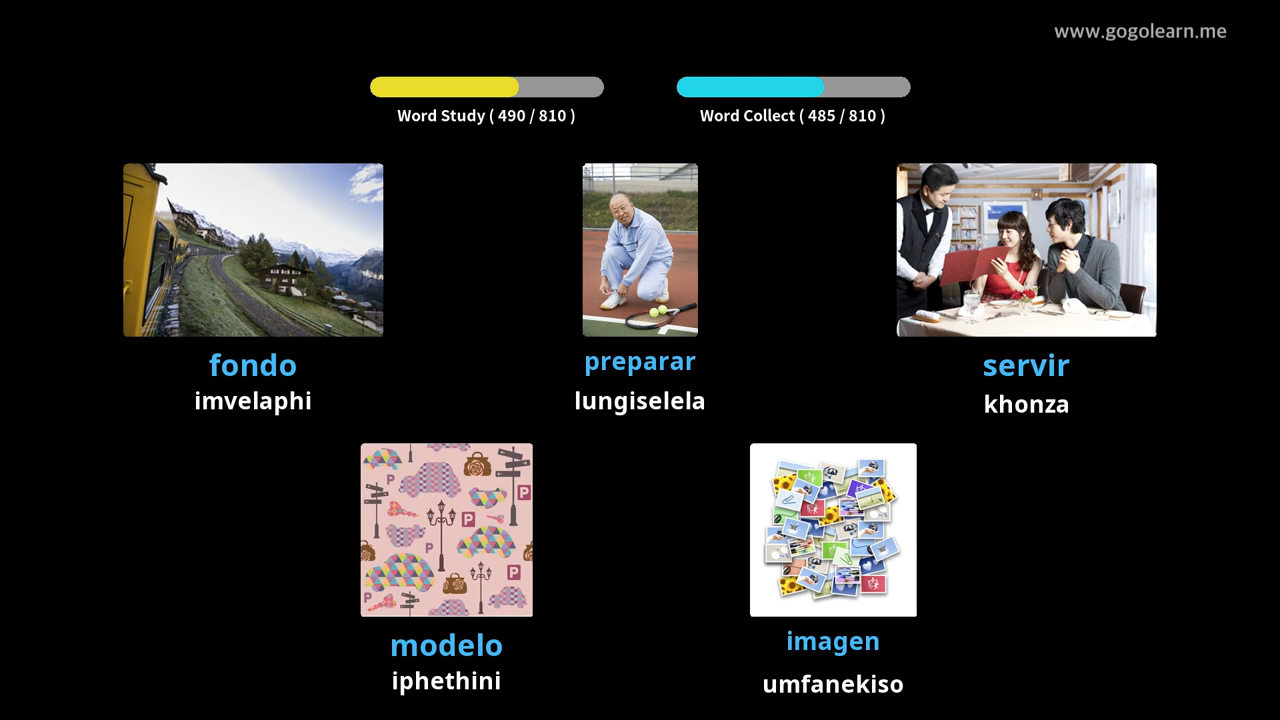 www.gogolearn.me
Word Study ( 490 / 810 )
Word Collect ( 485 / 810 )
fondo
imvelaphi
preparar
lungiselela
servir
khonza
P
P
P
P
P
P
modelo
iphethini
imagen
umfanekiso